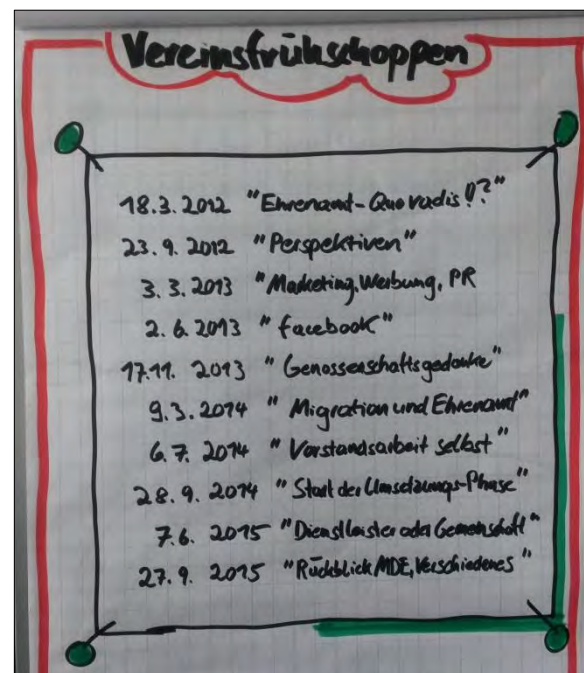 Vereinsfrühschoppen
18.3.2012 "Ehrenamt - Quo vadis!?"
23.9.2012 "Perspektiven"
3.3.2013 "Marketing, Werbung, PR
2.6.2013 "facebook"
17.11.2013 "Genossenschaftsgedanke"
9.3.2014 "Migration und Ehrenamt"
6.7.2014 "Vorstandsarbeit selbst"
28.9.2014 "Start der Umsetzungs-Phase"
7.6.2015 "Dienstleister oder Gemeinschaft"
27.9.2015 "Rückblick MDE, Verschiedenes"